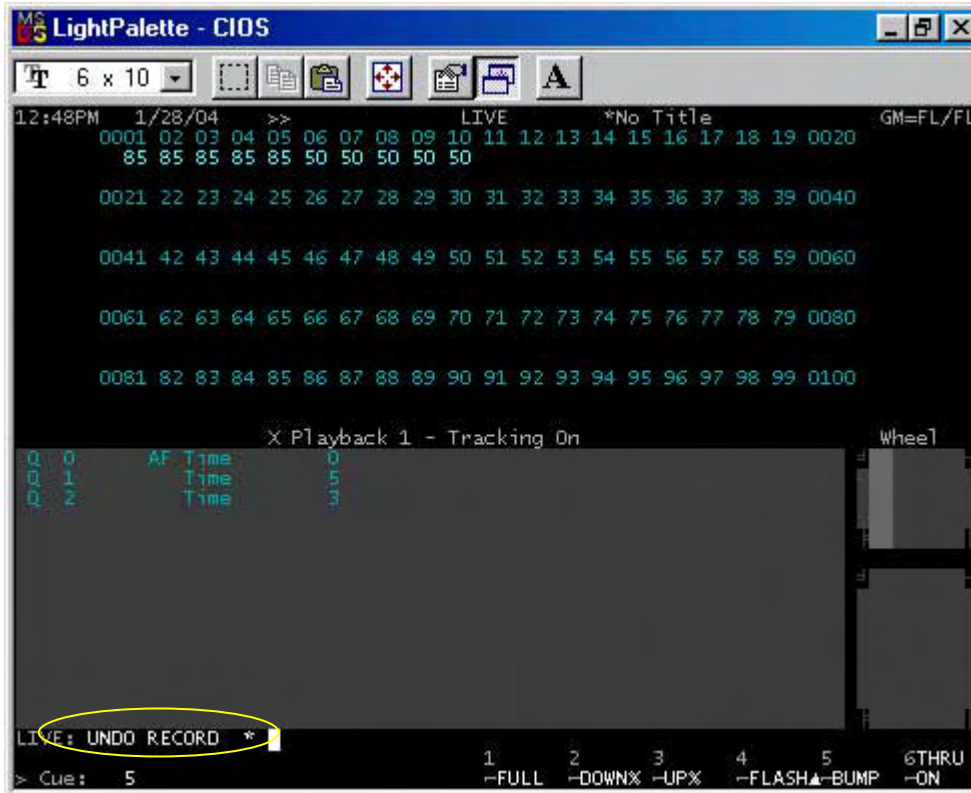 LightPalette - CIOS
6 x 10
A
12:48PM 1/28/04 >> LIVE *No Title GM=FL/FL
0001 02 03 04 05 06 07 08 09 10 11 12 13 14 15 16 17 18 19 0020
85 85 85 85 85 50 50 50 50 50
0021 22 23 24 25 26 27 28 29 30 31 32 33 34 35 36 37 38 39 0040
0041 42 43 44 45 46 47 48 49 50 51 52 53 54 55 56 57 58 59 0060
0061 62 63 64 65 66 67 68 69 70 71 72 73 74 75 76 77 78 79 0080
0081 82 83 84 85 86 87 88 89 90 91 92 93 94 95 96 97 98 99 0100
X Playback 1 - Tracking On Wheel
Q 0 AF Time 0
Q 1 Time 5
Q 2 Time 3
LIVE: UNDO RECORD *
1 2 3 4 5 6THRU
> Cue: 5 FULL DOWN% UP% FLASH▲ BUMP ON